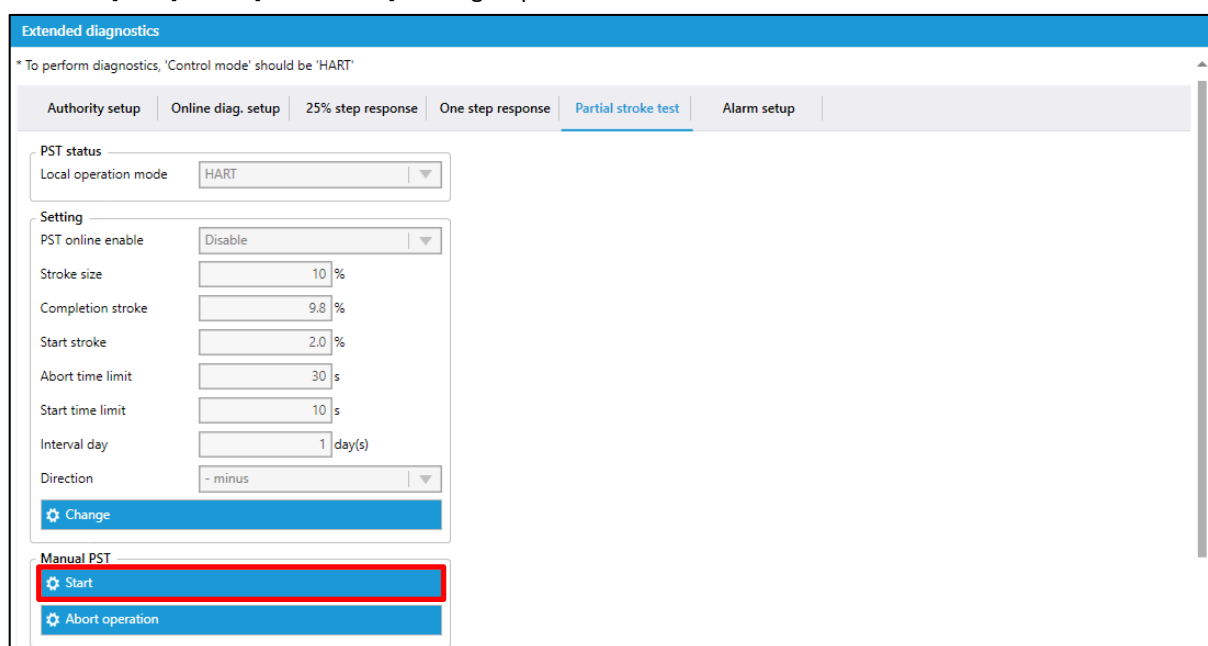 Extended diagnostics
* To perform diagnostics, 'Control mode' should be 'HART'
Authority setup Online diag. setup 25% step response One step response Partial stroke test Alarm setup
PST status
Local operation mode HART
Setting
PST online enable Disable
Stroke size 10 %
Completion stroke 9.8 %
Start stroke 2.0 %
Abort time limit 30 s
Start time limit 10 s
Interval day 1 day(s)
Direction - minus
Change
Manual PST
Start
Abort operation